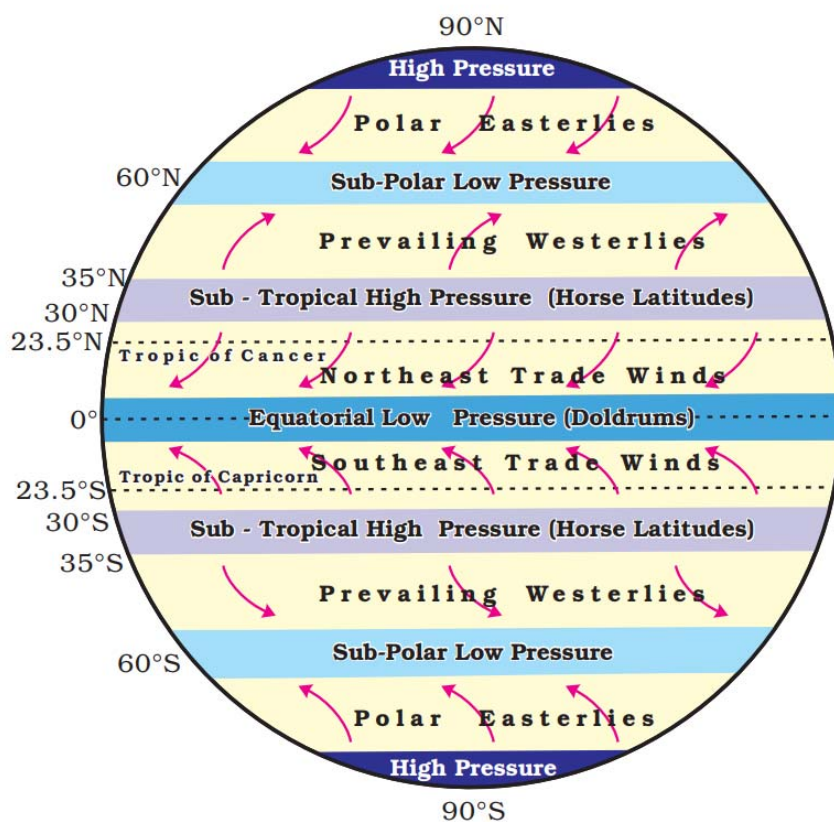 90°N
High Pressure
Polar Easterlies
60°N
Sub-Polar Low Pressure
Prevailing Westerlies
35°N
Sub - Tropical High Pressure (Horse Latitudes)
30°N
23.5°N
Tropic of Cancer
Northeast Trade Winds
0°
Equatorial Low Pressure (Doldrums)
Southeast Trade Winds
Tropic of Capricorn
23.5°S
30°S
Sub - Tropical High Pressure (Horse Latitudes)
35°S
Prevailing Westerlies
60°S
Sub-Polar Low Pressure
Polar Easterlies
High Pressure
90°S